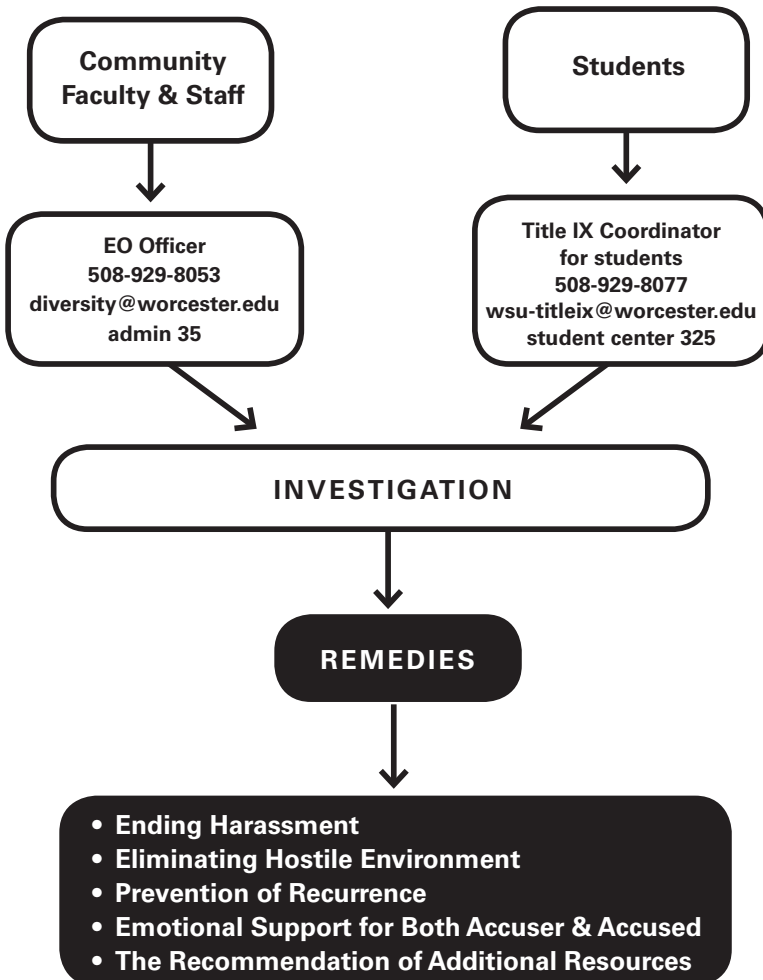 Community
Faculty & Staff
Students
EO Officer
508-929-8053
diversity@worcester.edu
admin 35
Title IX Coordinator
for students
508-929-8077
wsu-titleix@worcester.edu
student center 325
INVESTIGATION
REMEDIES
• Ending Harassment
• Eliminating Hostile Environment
• Prevention of Recurrence
• Emotional Support for Both Accuser & Accused
• The Recommendation of Additional Resources